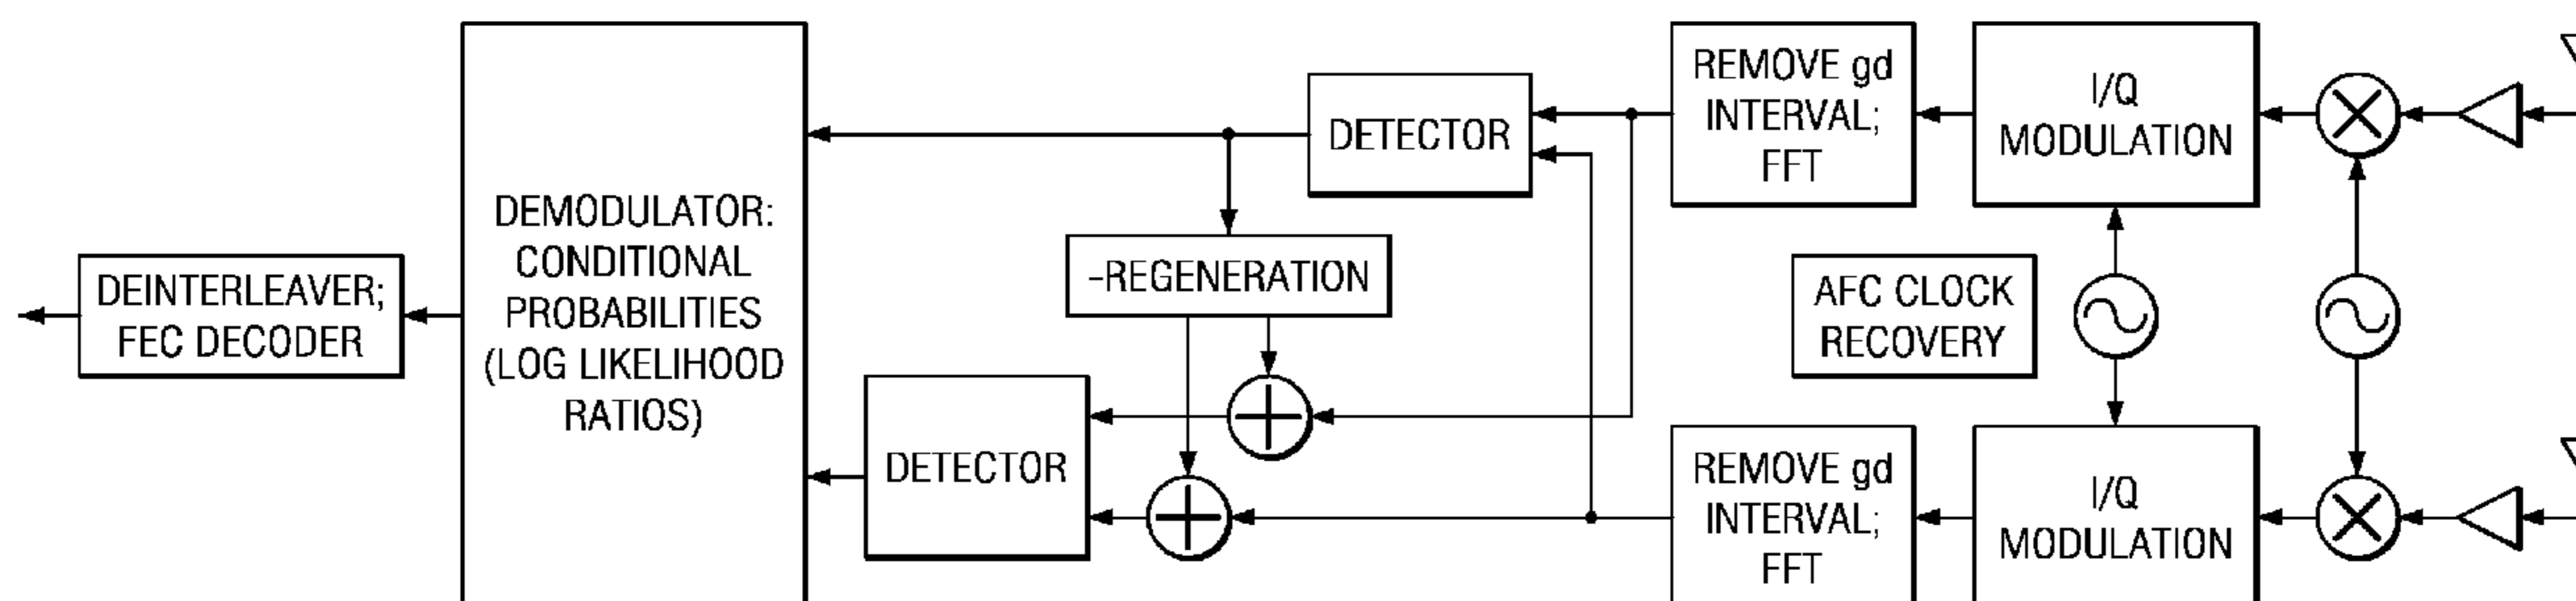 DEMODULATOR:
CONDITIONAL
PROBABILITIES
(LOG LIKELIHOOD
RATIOS)
DEINTERLEAVER;
FEC DECODER
DETECTOR
-REGENERATION
DETECTOR
REMOVE gd
INTERVAL;
FFT
I/Q
MODULATION
AFC CLOCK
RECOVERY
REMOVE gd
INTERVAL;
FFT
I/Q
MODULATION